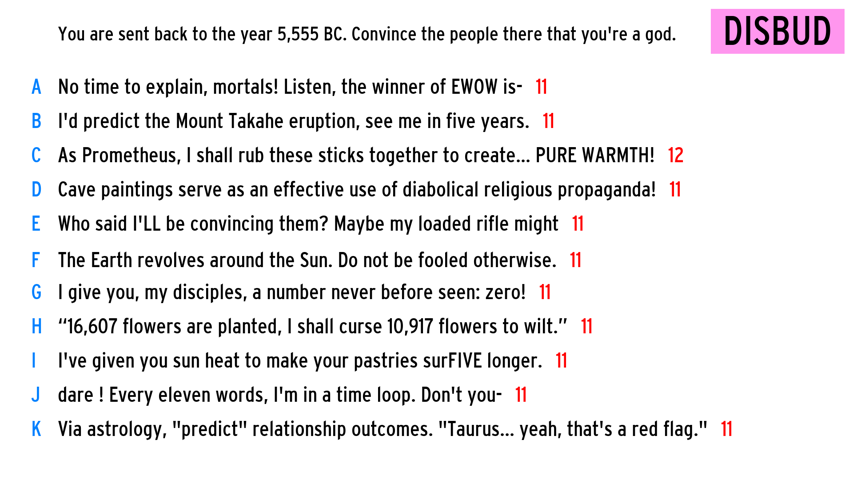 You are sent back to the year 5,555 BC. Convince the people there that you're a god.
DISBUD
A No time to explain, mortals! Listen, the winner of EWOW is- 11
B I'd predict the Mount Takahe eruption, see me in five years. 11
C As Prometheus, I shall rub these sticks together to create... PURE WARMTH! 12
D Cave paintings serve as an effective use of diabolical religious propaganda! 11
E Who said I'LL be convincing them? Maybe my loaded rifle might 11
F The Earth revolves around the Sun. Do not be fooled otherwise. 11
G I give you, my disciples, a number never before seen: zero! 11
H “16,607 flowers are planted, I shall curse 10,917 flowers to wilt.” 11
I I've given you sun heat to make your pastries surFIVE longer. 11
J dare ! Every eleven words, I'm in a time loop. Don't you- 11
K Via astrology, "predict" relationship outcomes. "Taurus... yeah, that's a red flag." 11